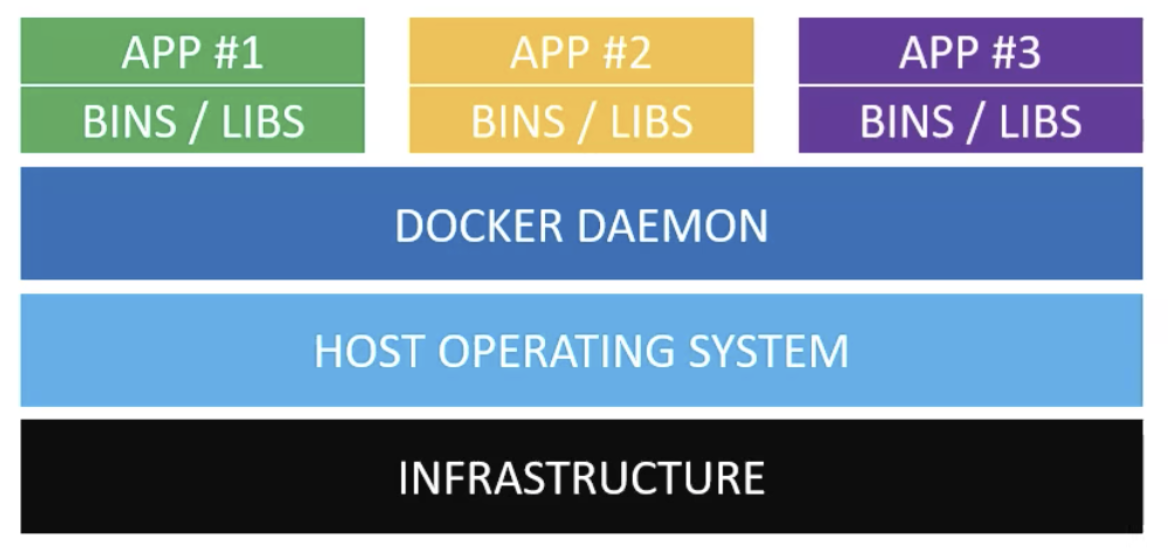 APP #1
APP #2
APP #3
BINS / LIBS
BINS / LIBS
BINS / LIBS
DOCKER DAEMON
HOST OPERATING SYSTEM
INFRASTRUCTURE